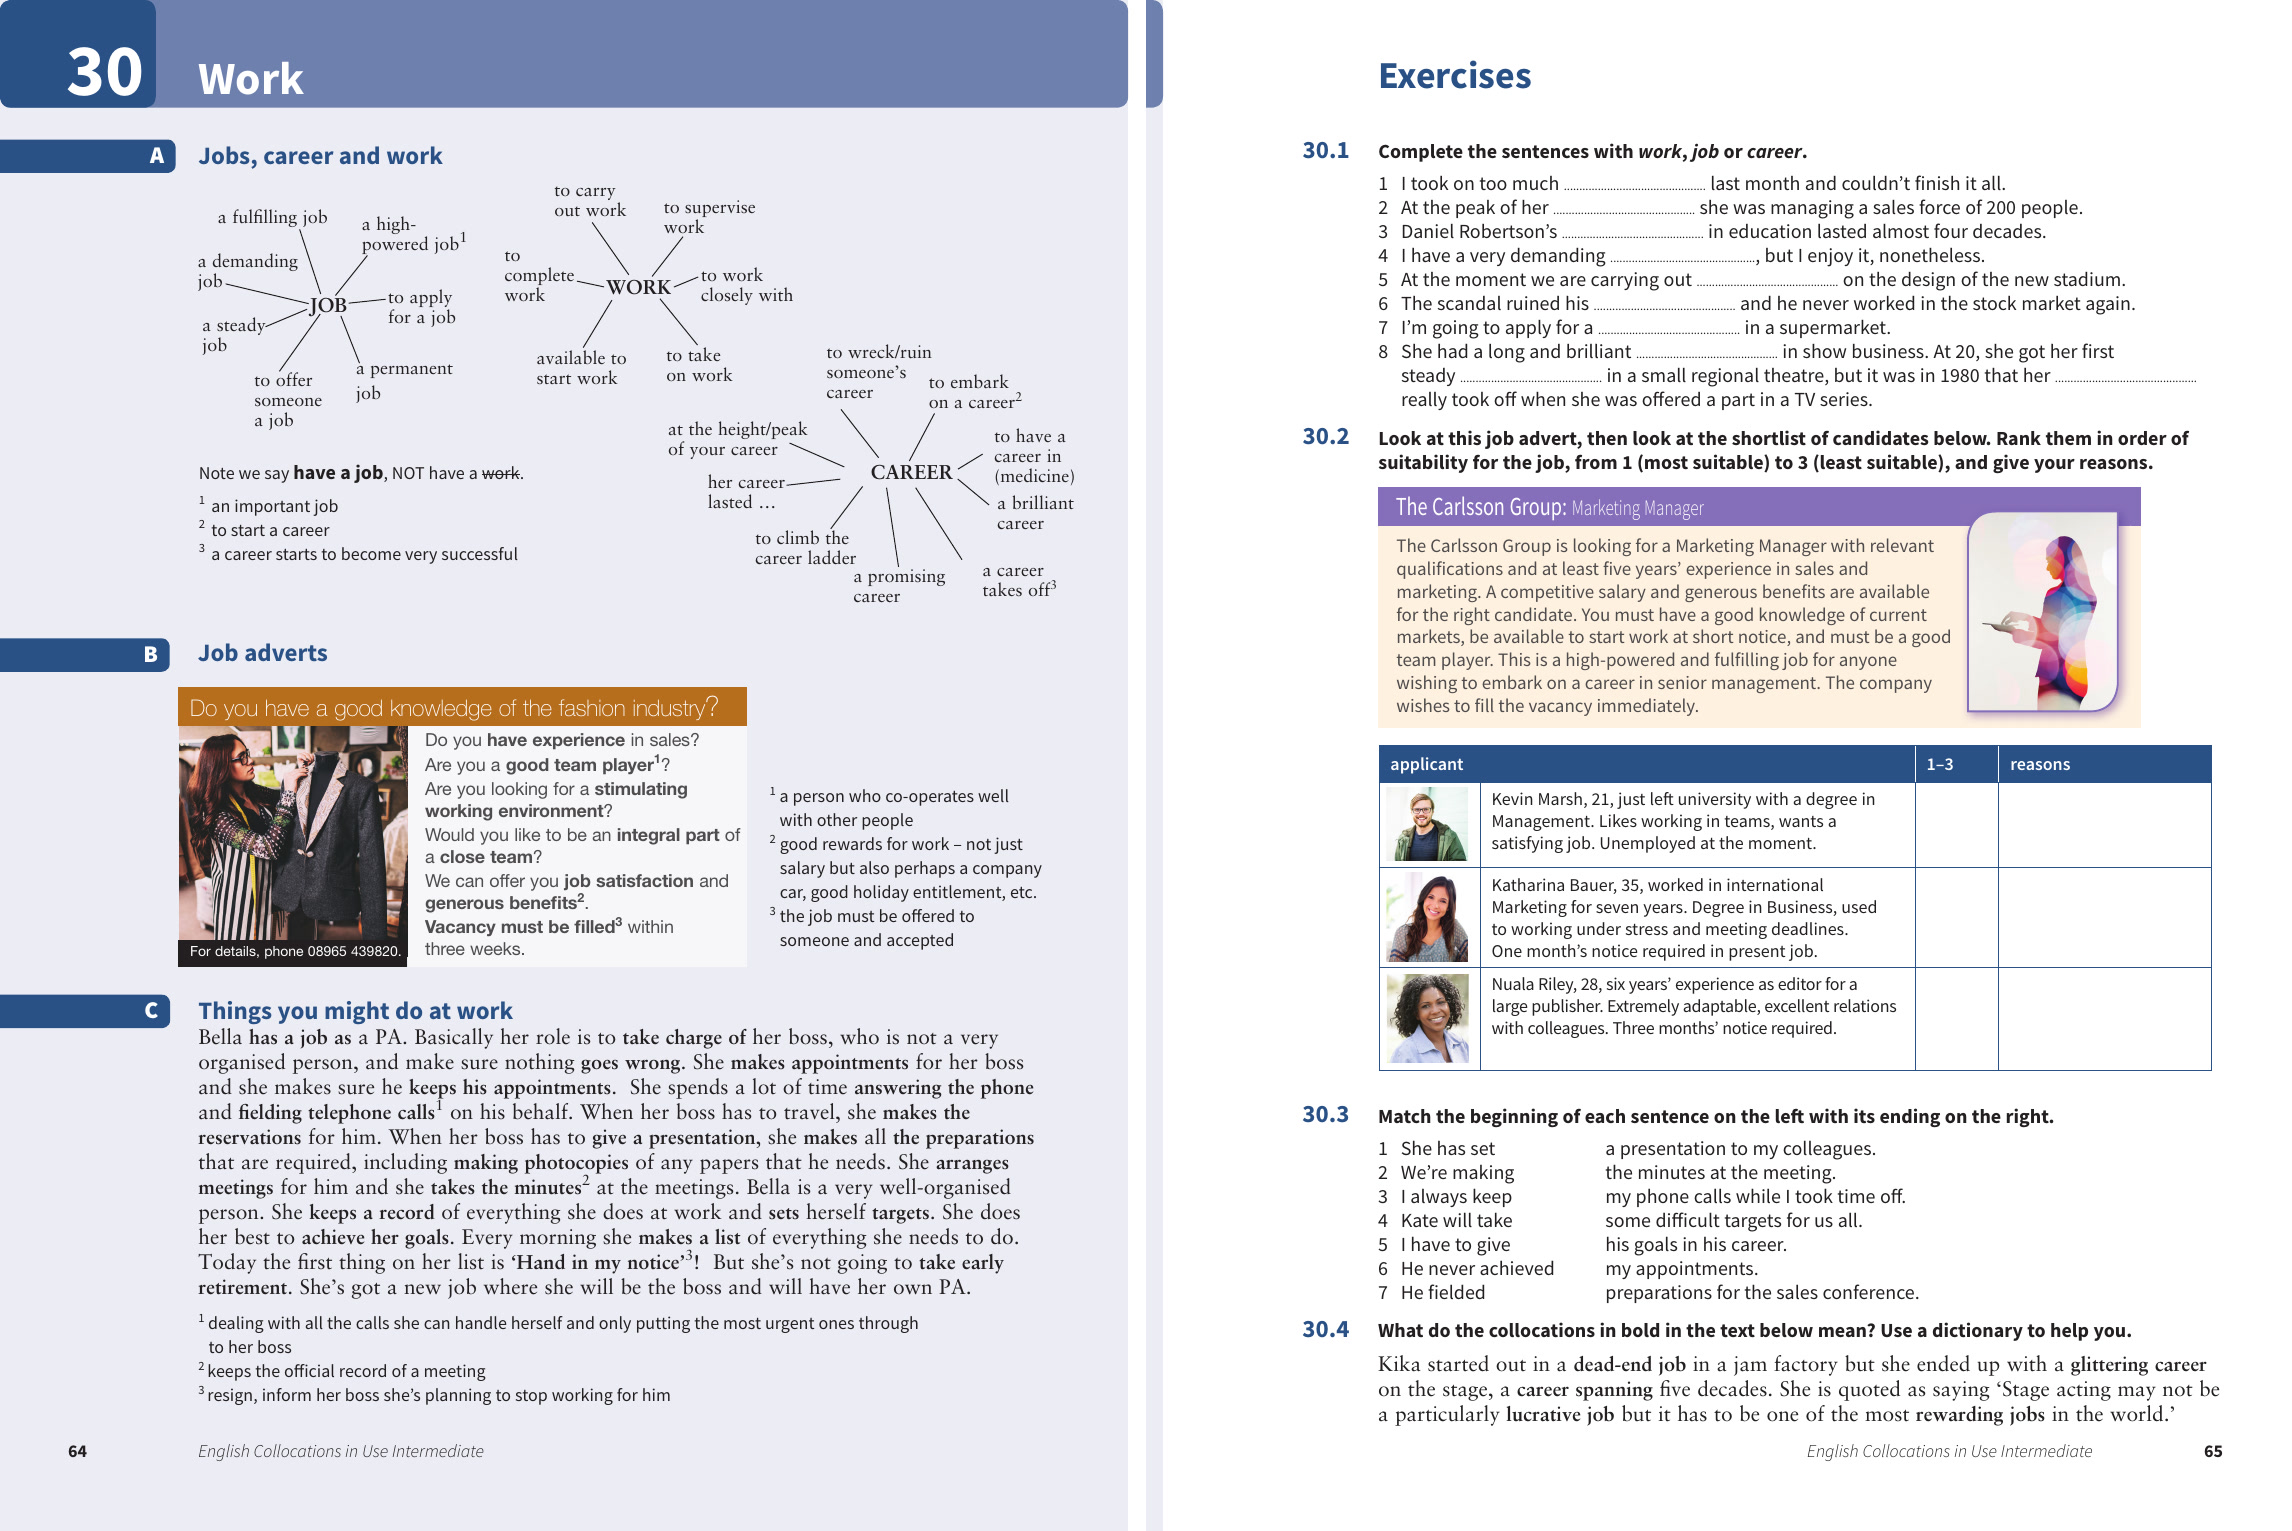 30
Work
A
Jobs, career and work
a fulfilling job
a high-
powered job1
a demanding
job
JOB
to apply
for a job
a steady
job
to offer
someone
a job
a permanent
job
to carry
out work
to supervise
work
to
complete
work
WORK
to work
closely with
available to
start work
to take
on work
to wreck/ruin
someone's
career
to embark
on a career2
at the height/peak
of your career
to have a
career in
(medicine)
CAREER
her career
lasted …
a brilliant
career
to climb the
career ladder
a promising
career
a career
takes off3
Note we say have a job, NOT have a work.
1 an important job
2 to start a career
3 a career starts to become very successful
B
Job adverts
Do you have a good knowledge of the fashion industry?
Do you have experience in sales?
Are you a good team player1?
Are you looking for a stimulating
working environment?
Would you like to be an integral part of
a close team?
We can offer you job satisfaction and
generous benefits2.
Vacancy must be filled3 within
three weeks.
For details, phone 08965 439820.
1 a person who co-operates well
with other people
2 good rewards for work – not just
salary but also perhaps a company
car, good holiday entitlement, etc.
3 the job must be offered to
someone and accepted
C
Things you might do at work
Bella has a job as a PA. Basically her role is to take charge of her boss, who is not a very
organised person, and make sure nothing goes wrong. She makes appointments for her boss
and she makes sure he keeps his appointments. She spends a lot of time answering the phone
and fielding telephone calls1 on his behalf. When her boss has to travel, she makes the
reservations for him. When her boss has to give a presentation, she makes all the preparations
that are required, including making photocopies of any papers that he needs. She arranges
meetings for him and she takes the minutes2 at the meetings. Bella is a very well-organised
person. She keeps a record of everything she does at work and sets herself targets. She does
her best to achieve her goals. Every morning she makes a list of everything she needs to do.
Today the first thing on her list is 'Hand in my notice'3! But she's not going to take early
retirement. She's got a new job where she will be the boss and will have her own PA.
1 dealing with all the calls she can handle herself and only putting the most urgent ones through
to her boss
2 keeps the official record of a meeting
3 resign, inform her boss she's planning to stop working for him
64
English Collocations in Use Intermediate
Exercises
30.1 Complete the sentences with work, job or career.
1 I took on too much .............................. last month and couldn't finish it all.
2 At the peak of her .............................. she was managing a sales force of 200 people.
3 Daniel Robertson's .............................. in education lasted almost four decades.
4 I have a very demanding .............................., but I enjoy it, nonetheless.
5 At the moment we are carrying out .............................. on the design of the new stadium.
6 The scandal ruined his .............................. and he never worked in the stock market again.
7 I'm going to apply for a .............................. in a supermarket.
8 She had a long and brilliant .............................. in show business. At 20, she got her first
steady .............................. in a small regional theatre, but it was in 1980 that her ..............................
really took off when she was offered a part in a TV series.
30.2 Look at this job advert, then look at the shortlist of candidates below. Rank them in order of
suitability for the job, from 1 (most suitable) to 3 (least suitable), and give your reasons.
The Carlsson Group: Marketing Manager
The Carlsson Group is looking for a Marketing Manager with relevant
qualifications and at least five years' experience in sales and
marketing. A competitive salary and generous benefits are available
for the right candidate. You must have a good knowledge of current
markets, be available to start work at short notice, and must be a good
team player. This is a high-powered and fulfilling job for anyone
wishing to embark on a career in senior management. The company
wishes to fill the vacancy immediately.
applicant 1–3 reasons
Kevin Marsh, 21, just left university with a degree in
Management. Likes working in teams, wants a
satisfying job. Unemployed at the moment.
Katharina Bauer, 35, worked in international
Marketing for seven years. Degree in Business, used
to working under stress and meeting deadlines.
One month's notice required in present job.
Nuala Riley, 28, six years' experience as editor for a
large publisher. Extremely adaptable, excellent relations
with colleagues. Three months' notice required.
30.3 Match the beginning of each sentence on the left with its ending on the right.
1 She has set a presentation to my colleagues.
2 We're making the minutes at the meeting.
3 I always keep my phone calls while I took time off.
4 Kate will take some difficult targets for us all.
5 I have to give his goals in his career.
6 He never achieved my appointments.
7 He fielded preparations for the sales conference.
30.4 What do the collocations in bold in the text below mean? Use a dictionary to help you.
Kika started out in a dead-end job in a jam factory but she ended up with a glittering career
on the stage, a career spanning five decades. She is quoted as saying 'Stage acting may not be
a particularly lucrative job but it has to be one of the most rewarding jobs in the world.'
English Collocations in Use Intermediate
65